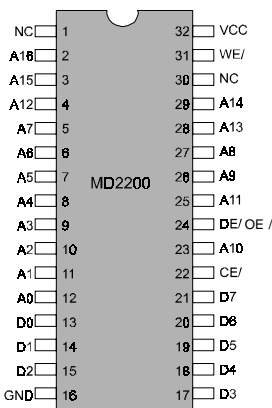 NC 1 32 VCC
A16 2 31 WE/
A15 3 30 NC
A12 4 29 A14
A7 5 28 A13
A6 6 27 A8
A5 7 MD2200 26 A9
A4 8 25 A11
A3 9 24 DE/ OE /
A2 10 23 A10
A1 11 22 CE/
A0 12 21 D7
D0 13 20 D6
D1 14 19 D5
D2 15 18 D4
GND 16 17 D3